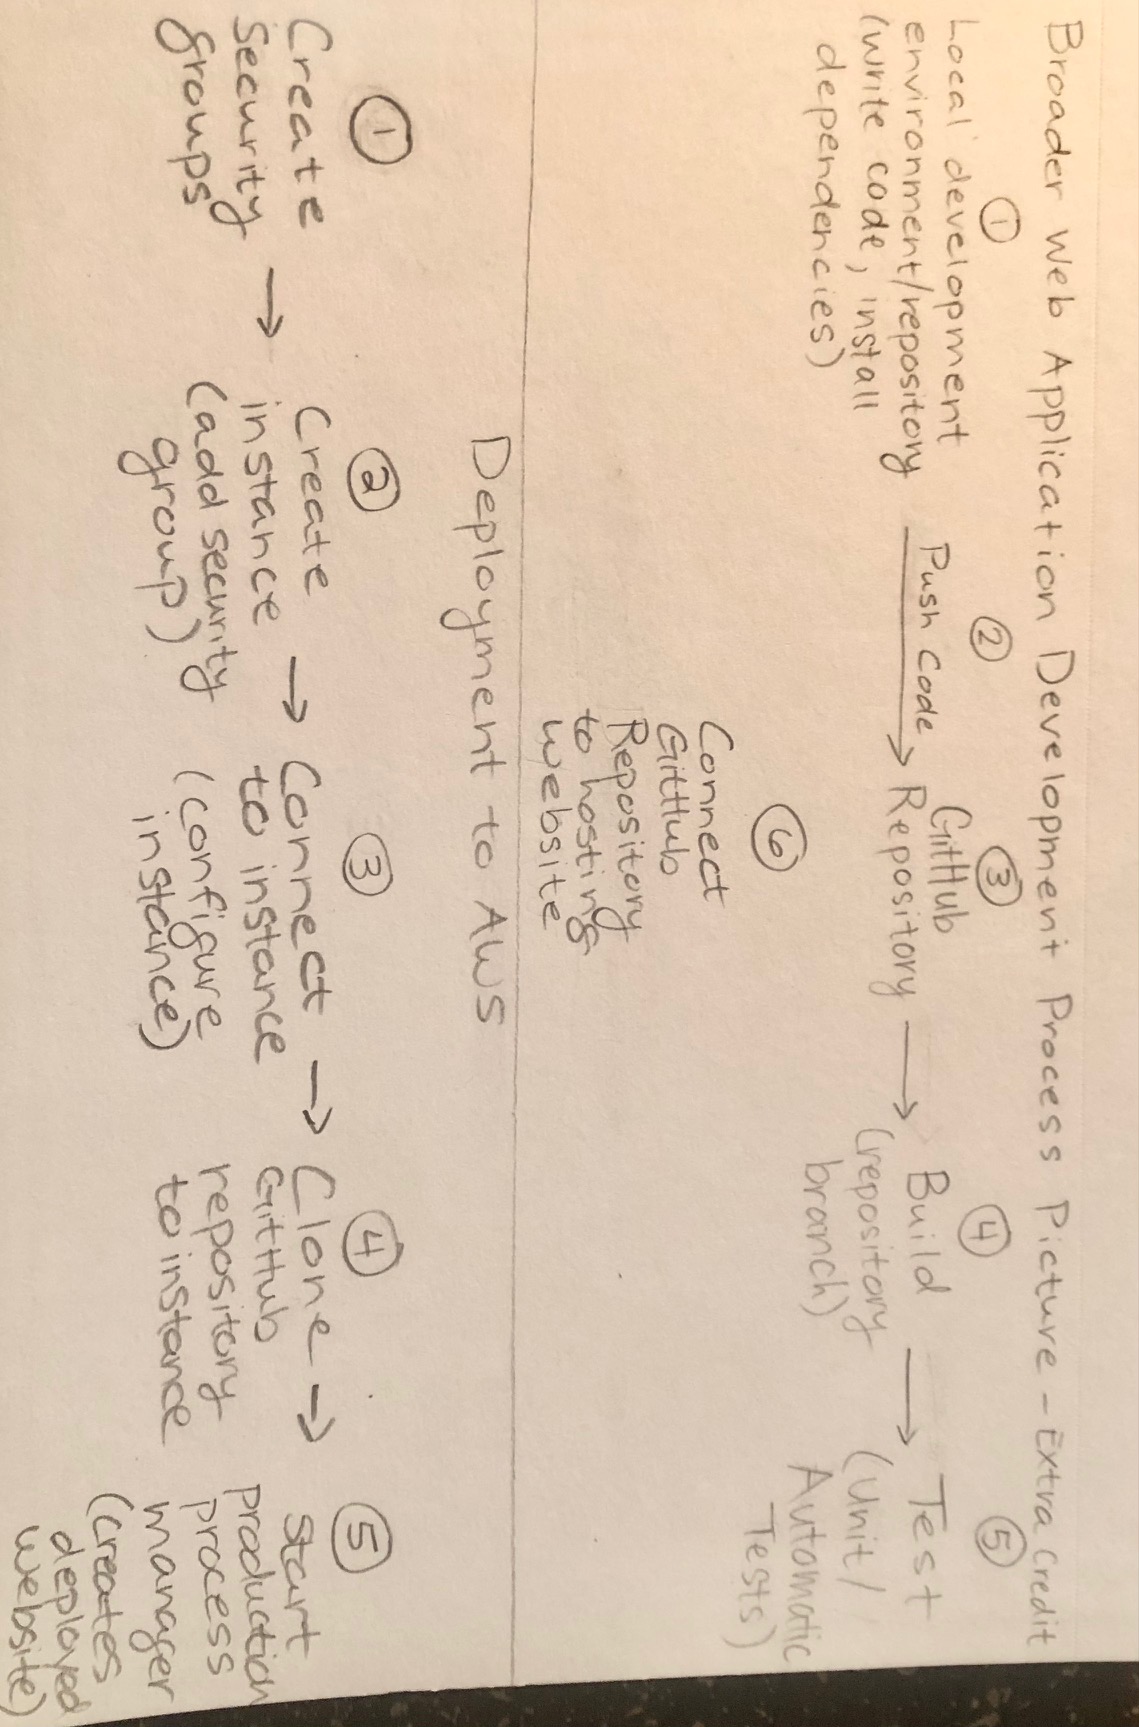 Broader Web Application Development Process Picture - Extra Credit
①
Local development
environment/repository
(write code, install
dependencies)
②
Push Code
③
GitHub
Repository
④
Build
(repository
branch)
⑤
Test
(Unit/
Automatic
Tests)
⑥
Connect
GitHub
Repository
to hosting
website
Deployment to AWS
①
Create
Security
groups
②
Create
instance
(add security
group)
③
Connect
to instance
(configure
instance)
④
Clone
GitHub
repository
to instance
⑤
Start
production
process
manager
(creates
deployed
website)